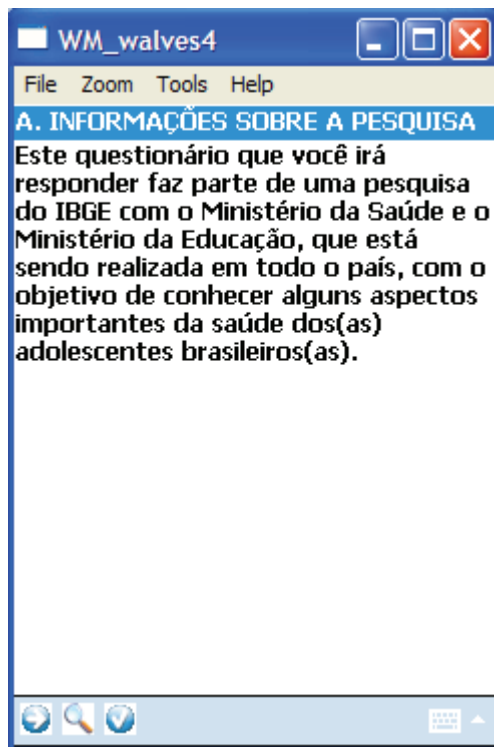 WM_walves4
File Zoom Tools Help
A. INFORMAÇÕES SOBRE A PESQUISA
Este questionário que você irá
responder faz parte de uma pesquisa
do IBGE com o Ministério da Saúde e o
Ministério da Educação, que está
sendo realizada em todo o país, com o
objetivo de conhecer alguns aspectos
importantes da saúde dos(as)
adolescentes brasileiros(as).